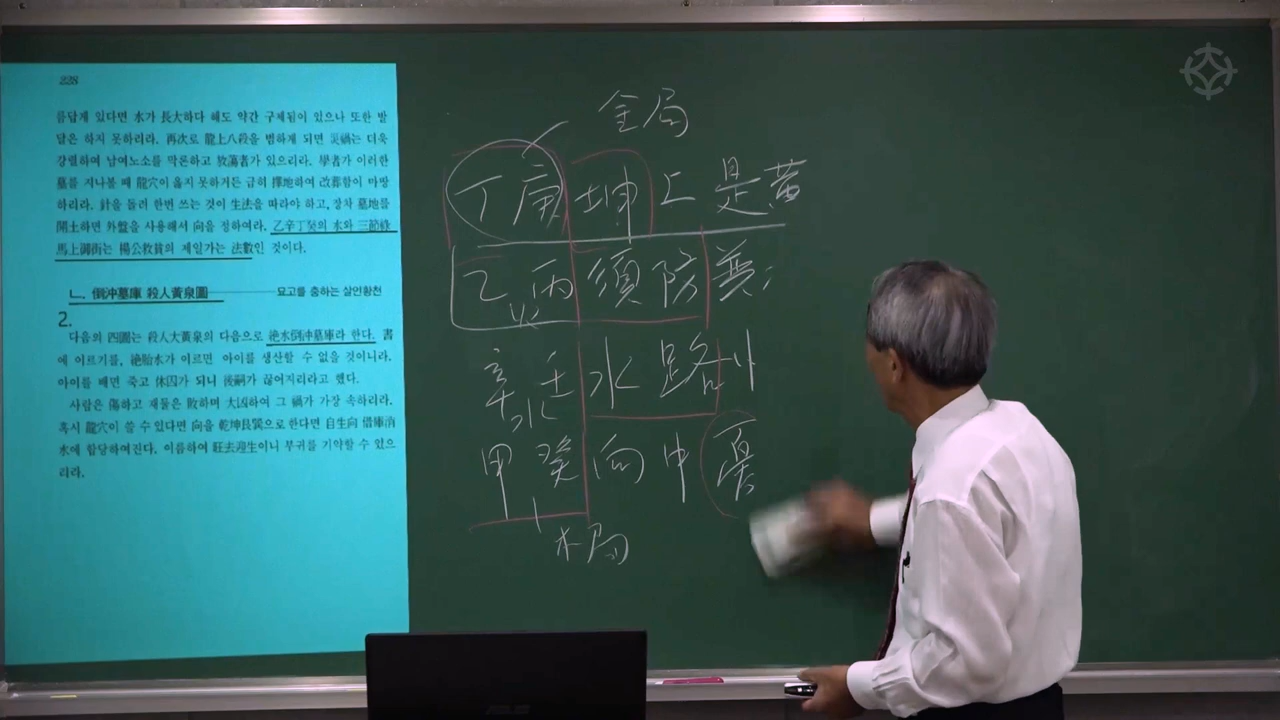 228
름답게 있다면 水가 長大하다 해도 약간 구제됨이 있으나 또한 발
달은 하지 못하리라. 再次로 龍上八殺을 범하게 되면 災禍는 더욱
강렬하여 남여노소를 막론하고 敎萬者가 있으리라. 學者가 이러한
墓를 지나볼 때 龍穴이 옳지 못하거든 급히 擇地하여 改葬함이 마땅
하리라. 針을 돌려 한번 쓰는 것이 生法을 따라야 하고, 장차 墓地를
開土하면 外盤을 사용해서 向을 정하여라. 乙辛丁癸의 水와 三節祿
馬上御街는 楊公救貧의 제일가는 法數인 것이다.
ㄴ. 倒沖墓庫 殺人黃泉圖 묘고를 충하는 살인황천
2.
다음의 四圖는 殺人大黃泉의 다음으로 絶水倒沖墓庫라 한다. 書
에 이르기를, 絶胎水가 이르면 아이를 생산할 수 없을 것이니라.
아이를 배면 죽고 休囚가 되니 後嗣가 끊어지리라고 했다.
사람은 傷하고 재물은 敗하며 大凶하여 그 禍가 가장 속하리라.
혹시 龍穴이 쓸 수 있다면 向을 乾坤艮巽으로한다면 自生向 借庫消
水에 합당하여진다. 이름하여 旺去迎生이니 부귀를 기약할 수 있으
리라.
金局
丁庚 坤上 是黃
乙丙 須防
火
辛壬 水路
水
甲癸 向中
木局